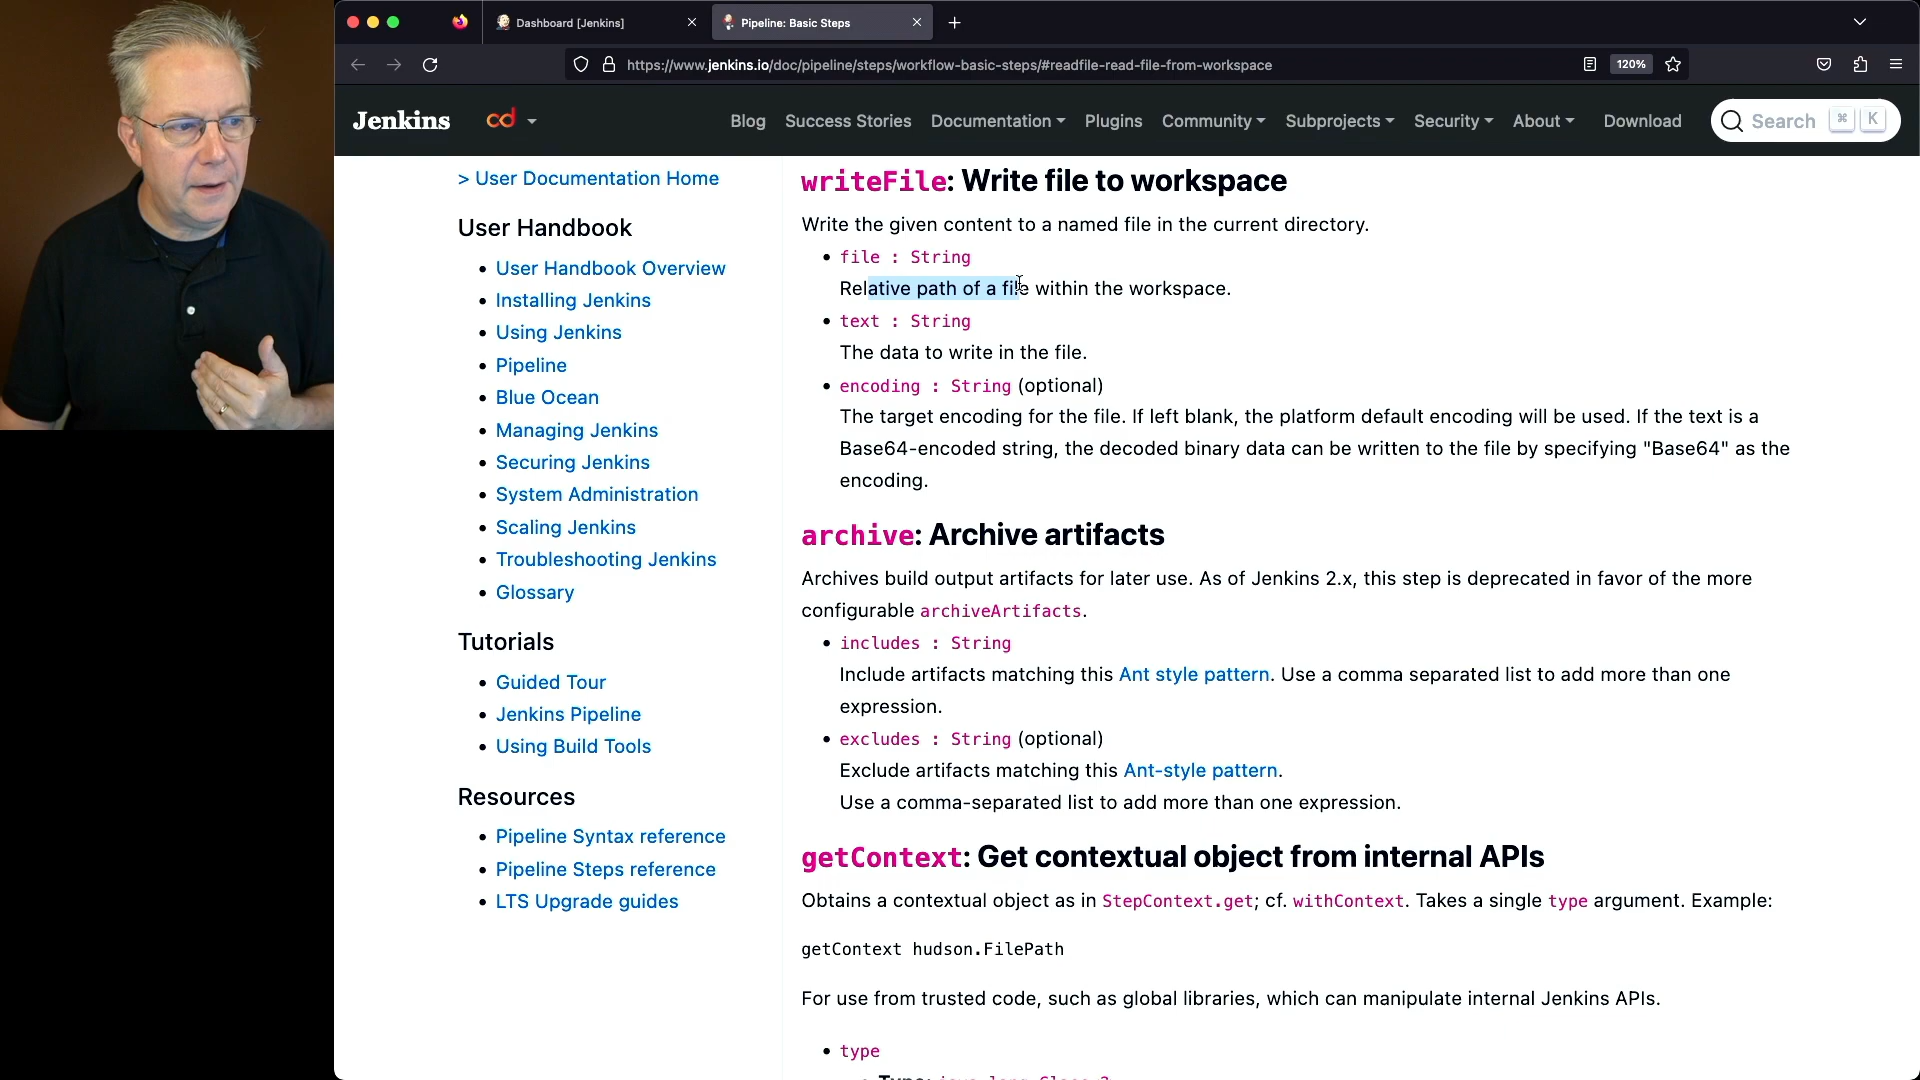 Dashboard [Jenkins]
Pipeline: Basic Steps
https://www.jenkins.io/doc/pipeline/steps/workflow-basic-steps/#readfile-read-file-from-workspace
120%
Jenkins
cd
Blog
Success Stories
Documentation
Plugins
Community
Subprojects
Security
About
Download
Search
⌘
K
> User Documentation Home
User Handbook
User Handbook Overview
Installing Jenkins
Using Jenkins
Pipeline
Blue Ocean
Managing Jenkins
Securing Jenkins
System Administration
Scaling Jenkins
Troubleshooting Jenkins
Glossary
Tutorials
Guided Tour
Jenkins Pipeline
Using Build Tools
Resources
Pipeline Syntax reference
Pipeline Steps reference
LTS Upgrade guides
writeFile: Write file to workspace
Write the given content to a named file in the current directory.
file : String
Relative path of a file within the workspace.
text : String
The data to write in the file.
encoding : String (optional)
The target encoding for the file. If left blank, the platform default encoding will be used. If the text is a
Base64-encoded string, the decoded binary data can be written to the file by specifying "Base64" as the
encoding.
archive: Archive artifacts
Archives build output artifacts for later use. As of Jenkins 2.x, this step is deprecated in favor of the more
configurable archiveArtifacts.
includes : String
Include artifacts matching this Ant style pattern. Use a comma separated list to add more than one
expression.
excludes : String (optional)
Exclude artifacts matching this Ant-style pattern.
Use a comma-separated list to add more than one expression.
getContext: Get contextual object from internal APIs
Obtains a contextual object as in StepContext.get; cf. withContext. Takes a single type argument. Example:
getContext hudson.FilePath
For use from trusted code, such as global libraries, which can manipulate internal Jenkins APIs.
type